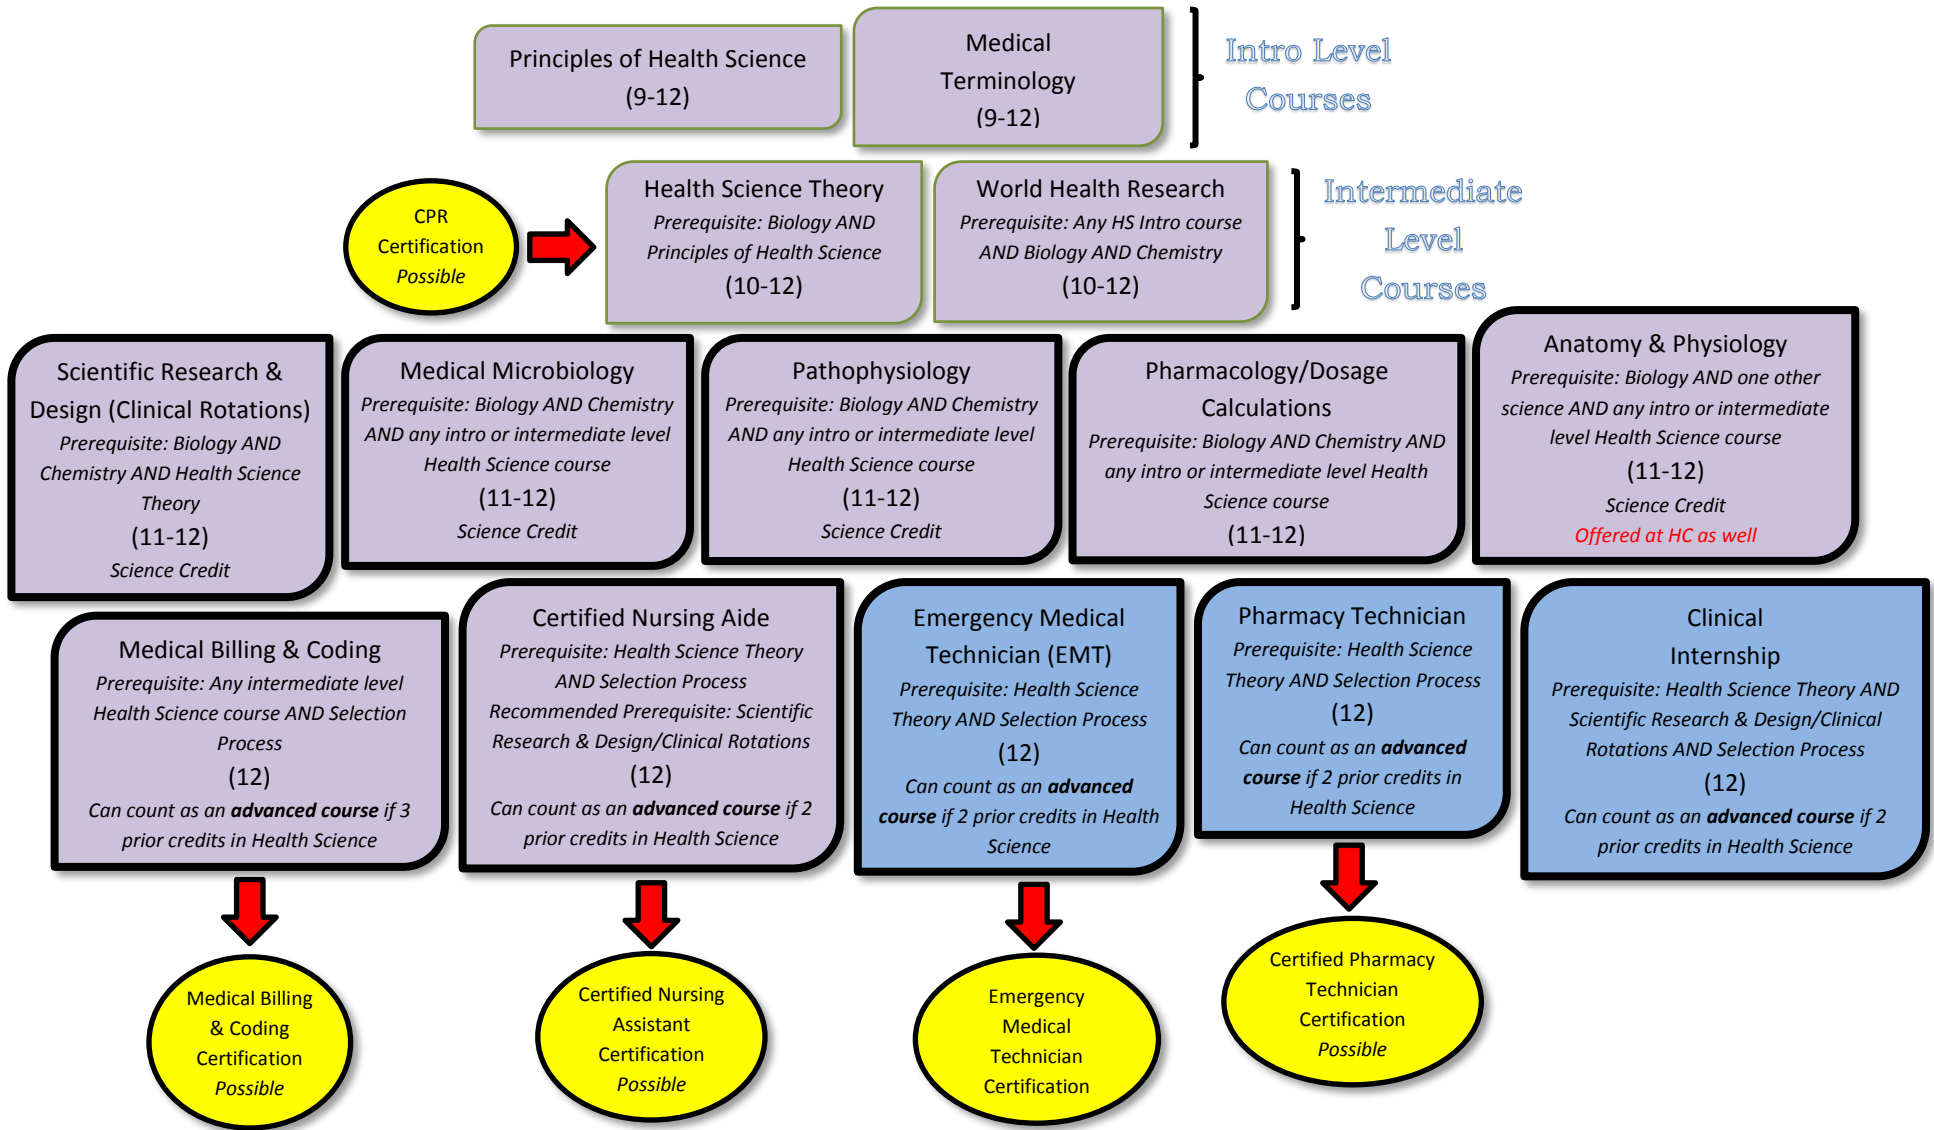 Principles of Health Science
(9-12)
Medical
Terminology
(9-12)
Intro Level
Courses
CPR
Certification
Possible
Health Science Theory
Prerequisite: Biology AND
Principles of Health Science
(10-12)
World Health Research
Prerequisite: Any HS Intro course
AND Biology AND Chemistry
(10-12)
Intermediate
Level
Courses
Scientific Research &
Design (Clinical Rotations)
Prerequisite: Biology AND
Chemistry AND Health Science
Theory
(11-12)
Science Credit
Medical Microbiology
Prerequisite: Biology AND Chemistry
AND any intro or intermediate level
Health Science course
(11-12)
Science Credit
Pathophysiology
Prerequisite: Biology AND Chemistry
AND any intro or intermediate level
Health Science course
(11-12)
Science Credit
Pharmacology/Dosage
Calculations
Prerequisite: Biology AND Chemistry AND
any intro or intermediate level Health
Science course
(11-12)
Anatomy & Physiology
Prerequisite: Biology AND one other
science AND any intro or intermediate
level Health Science course
(11-12)
Science Credit
Offered at HC as well
Medical Billing & Coding
Prerequisite: Any intermediate level
Health Science course AND Selection
Process
(12)
Can count as an advanced course if 3
prior credits in Health Science
Certified Nursing Aide
Prerequisite: Health Science Theory
AND Selection Process
Recommended Prerequisite: Scientific
Research & Design/Clinical Rotations
(12)
Can count as an advanced course if 2
prior credits in Health Science
Emergency Medical
Technician (EMT)
Prerequisite: Health Science
Theory AND Selection Process
(12)
Can count as an advanced
course if 2 prior credits in Health
Science
Pharmacy Technician
Prerequisite: Health Science
Theory AND Selection Process
(12)
Can count as an advanced
course if 2 prior credits in
Health Science
Clinical
Internship
Prerequisite: Health Science Theory AND
Scientific Research & Design/Clinical
Rotations AND Selection Process
(12)
Can count as an advanced course if 2
prior credits in Health Science
Medical Billing
& Coding
Certification
Possible
Certified Nursing
Assistant
Certification
Possible
Emergency
Medical
Technician
Certification
Certified Pharmacy
Technician
Certification
Possible